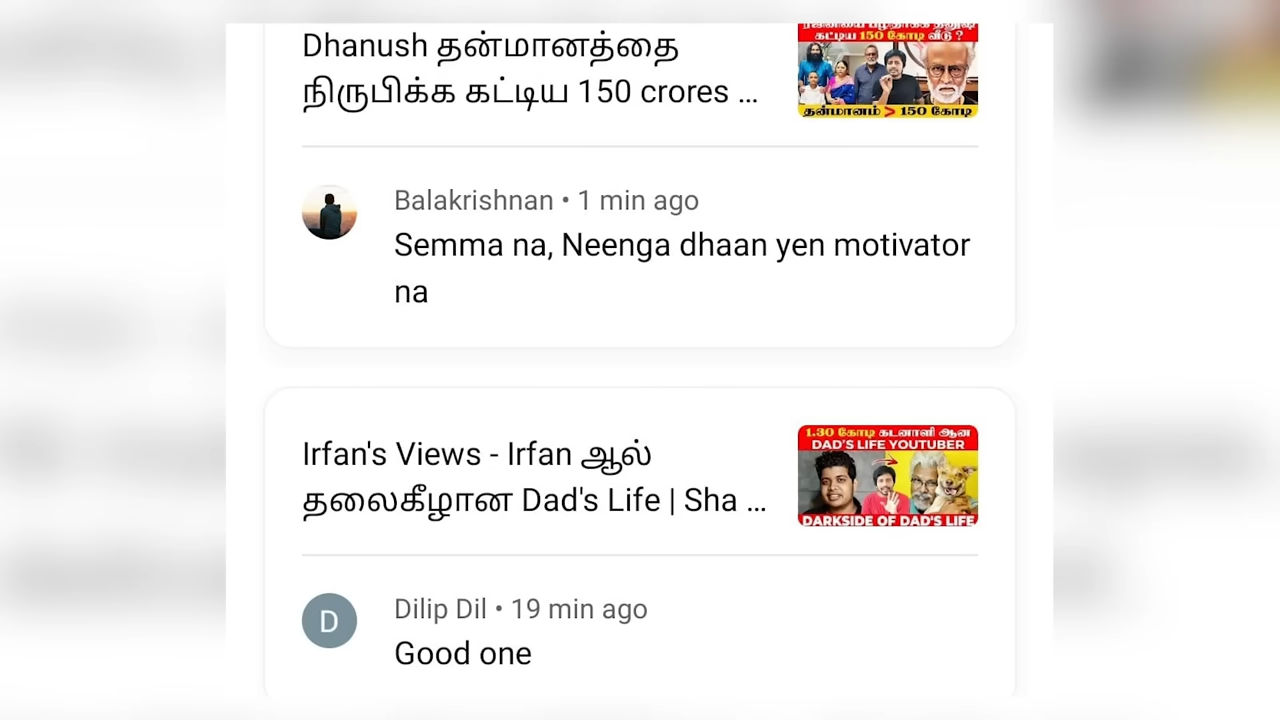 Dhanush தன்மானத்தை
நிருபிக்க கட்டிய 150 crores ...
கட்டிய 150 கோடி வீடு ?
தன்மானம் > 150 கோடி
Balakrishnan • 1 min ago
Semma na, Neenga dhaan yen motivator
na
Irfan's Views - Irfan ஆல்
தலைகீழான Dad's Life | Sha ...
1.30 கோடி கடனாளி ஆன
DAD'S LIFE YOUTUBER
DARKSIDE OF DAD'S LIFE
D
Dilip Dil • 19 min ago
Good one